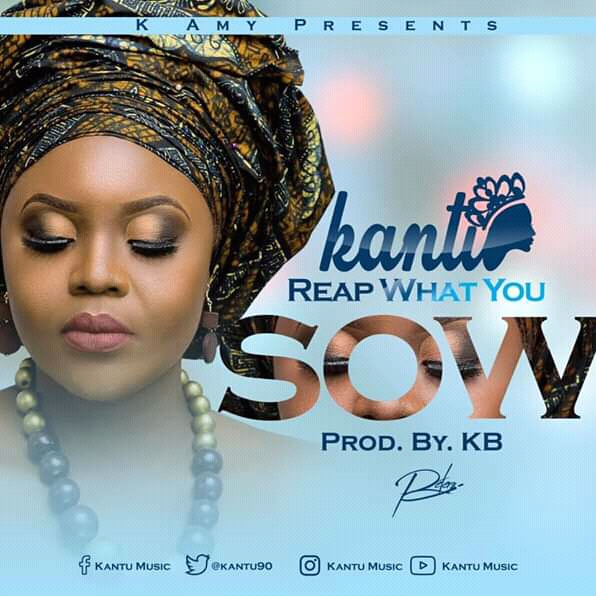 K AMY PRESENTS
kantu
REAP WHAT YOU
SOW
PROD. BY. KB
KANTU MUSIC @KANTU90 KANTU MUSIC KANTU MUSIC